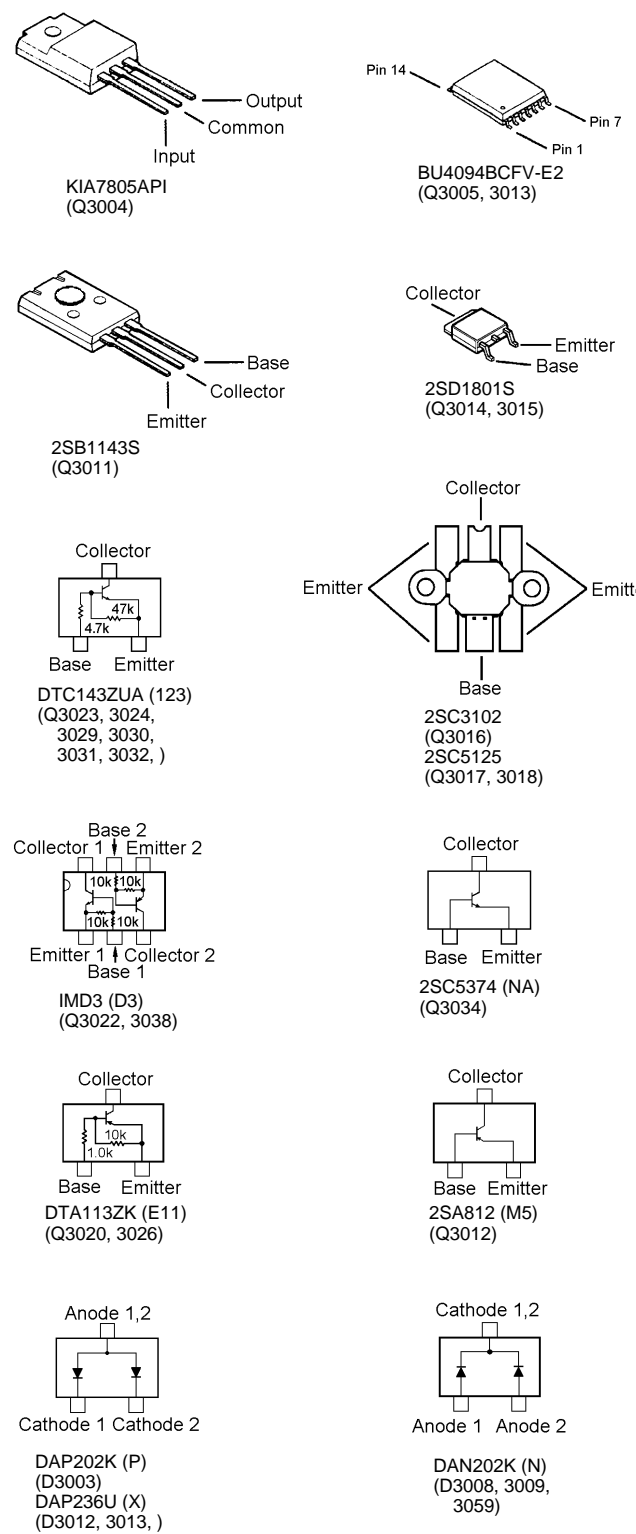 Output
Common
Input
KIA7805API
(Q3004)
Pin 14
Pin 7
Pin 1
BU4094BCFV-E2
(Q3005, 3013)
Base
Collector
Emitter
2SB1143S
(Q3011)
Collector
Emitter
Base
2SD1801S
(Q3014, 3015)
Collector
47k
4.7k
Base Emitter
DTC143ZUA (123)
(Q3023, 3024,
3029, 3030,
3031, 3032, )
Collector
Emitter Emitt
Base
2SC3102
(Q3016)
2SC5125
(Q3017, 3018)
Base 2
Collector 1 Emitter 2
10k 10k
10k 10k
Emitter 1 Collector 2
Base 1
IMD3 (D3)
(Q3022, 3038)
Collector
Base Emitter
2SC5374 (NA)
(Q3034)
Collector
10k
1.0k
Base Emitter
DTA113ZK (E11)
(Q3020, 3026)
Collector
Base Emitter
2SA812 (M5)
(Q3012)
Anode 1,2
Cathode 1 Cathode 2
DAP202K (P)
(D3003)
DAP236U (X)
(D3012, 3013, )
Cathode 1,2
Anode 1 Anode 2
DAN202K (N)
(D3008, 3009,
3059)